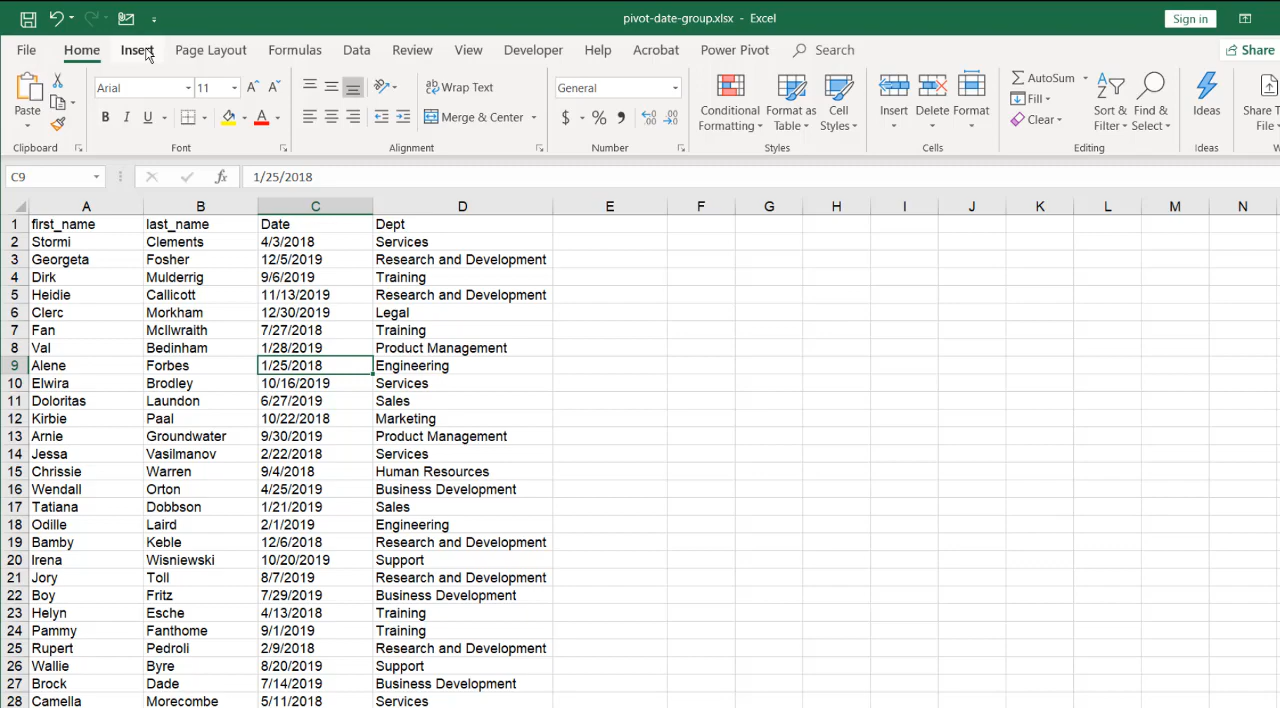 pivot-date-group.xlsx - Excel Sign in
File Home Insert Page Layout Formulas Data Review View Developer Help Acrobat Power Pivot Search Share
Paste Arial 11 Wrap Text General Conditional Formatting Format as Table Cell Styles Insert Delete Format AutoSum Sort & Filter Find & Select Ideas Share To File
B I U Merge & Center $ % , Fill Clear
Clipboard Font Alignment Number Styles Cells Editing Ideas
C9 fx 1/25/2018
A B C D E F G H I J K L M N
1 first_name last_name Date Dept
2 Stormi Clements 4/3/2018 Services
3 Georgeta Fosher 12/5/2019 Research and Development
4 Dirk Mulderrig 9/6/2019 Training
5 Heidie Callicott 11/13/2019 Research and Development
6 Clerc Morkham 12/30/2019 Legal
7 Fan McIlwraith 7/27/2018 Training
8 Val Bedinham 1/28/2019 Product Management
9 Alene Forbes 1/25/2018 Engineering
10 Elwira Brodley 10/16/2019 Services
11 Doloritas Laundon 6/27/2019 Sales
12 Kirbie Paal 10/22/2018 Marketing
13 Arnie Groundwater 9/30/2019 Product Management
14 Jessa Vasilmanov 2/22/2018 Services
15 Chrissie Warren 9/4/2018 Human Resources
16 Wendall Orton 4/25/2019 Business Development
17 Tatiana Dobbson 1/21/2019 Sales
18 Odille Laird 2/1/2019 Engineering
19 Bamby Keble 12/6/2018 Research and Development
20 Irena Wisniewski 10/20/2019 Support
21 Jory Toll 8/7/2019 Research and Development
22 Boy Fritz 7/29/2019 Business Development
23 Helyn Esche 4/13/2018 Training
24 Pammy Fanthome 9/1/2019 Training
25 Rupert Pedroli 2/9/2018 Research and Development
26 Wallie Byre 8/20/2019 Support
27 Brock Dade 7/14/2019 Business Development
28 Camella Morecombe 5/11/2018 Services